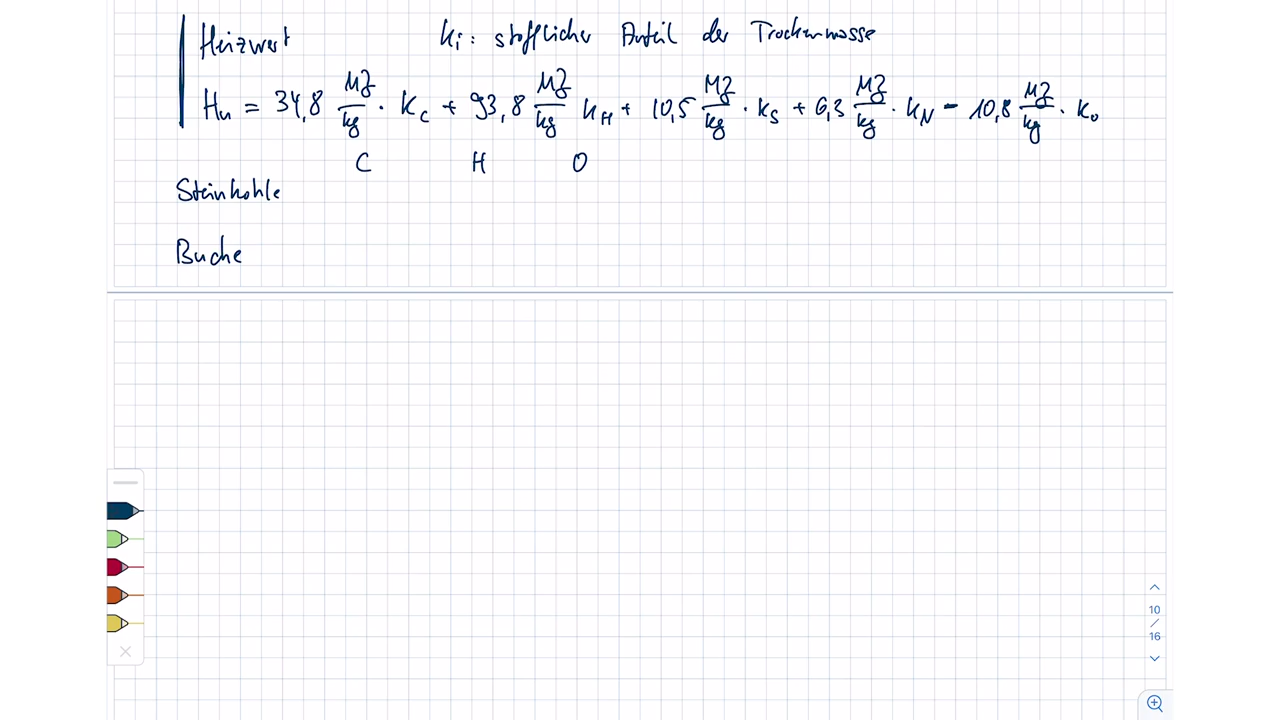 Heizwert ki: stofflicher Anteil der Trockenmasse
Hu = 34,8 MJ/kg · kC + 93,8 MJ/kg kH + 10,5 MJ/kg · kS + 6,3 MJ/kg · kN - 10,8 MJ/kg · kO
C H O
Steinkohle
Buche
10
/
16